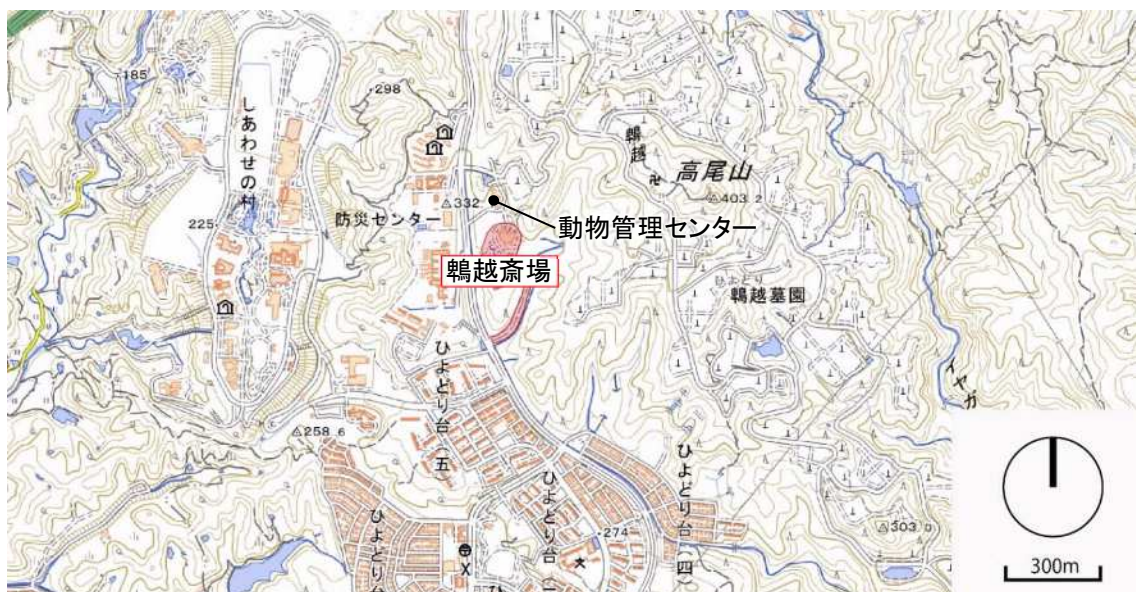 185
298
しあわせの村
鵯越
高尾山
403.2
332
動物管理センター
防災センター
225
鵯越斎場
ひよどり
鵯越墓園
イヤガ
ひよどり台(五)
258.6
ひよどり台
ひよどり台(四)
274
303
300m